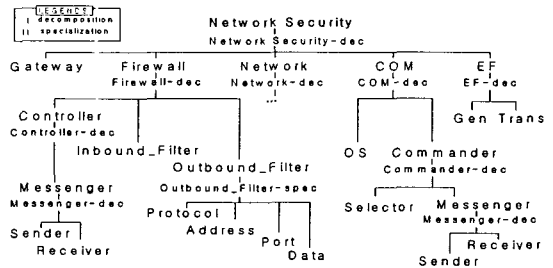 LEGENDS
| decomposition
|| specialization
Network Security
Network Security-dec
Gateway Firewall Network COM EF
Firewall-dec Network-dec COM-dec EF-dec
...
Controller Gen Trans
Controller-dec
Inbound_Filter OS Commander
Outbound_Filter Commander-dec
Messenger Outbound_Filter-spec
Messenger-dec Protocol Selector Messenger
Address Messenger-dec
Sender Port Receiver
Receiver Data Sender